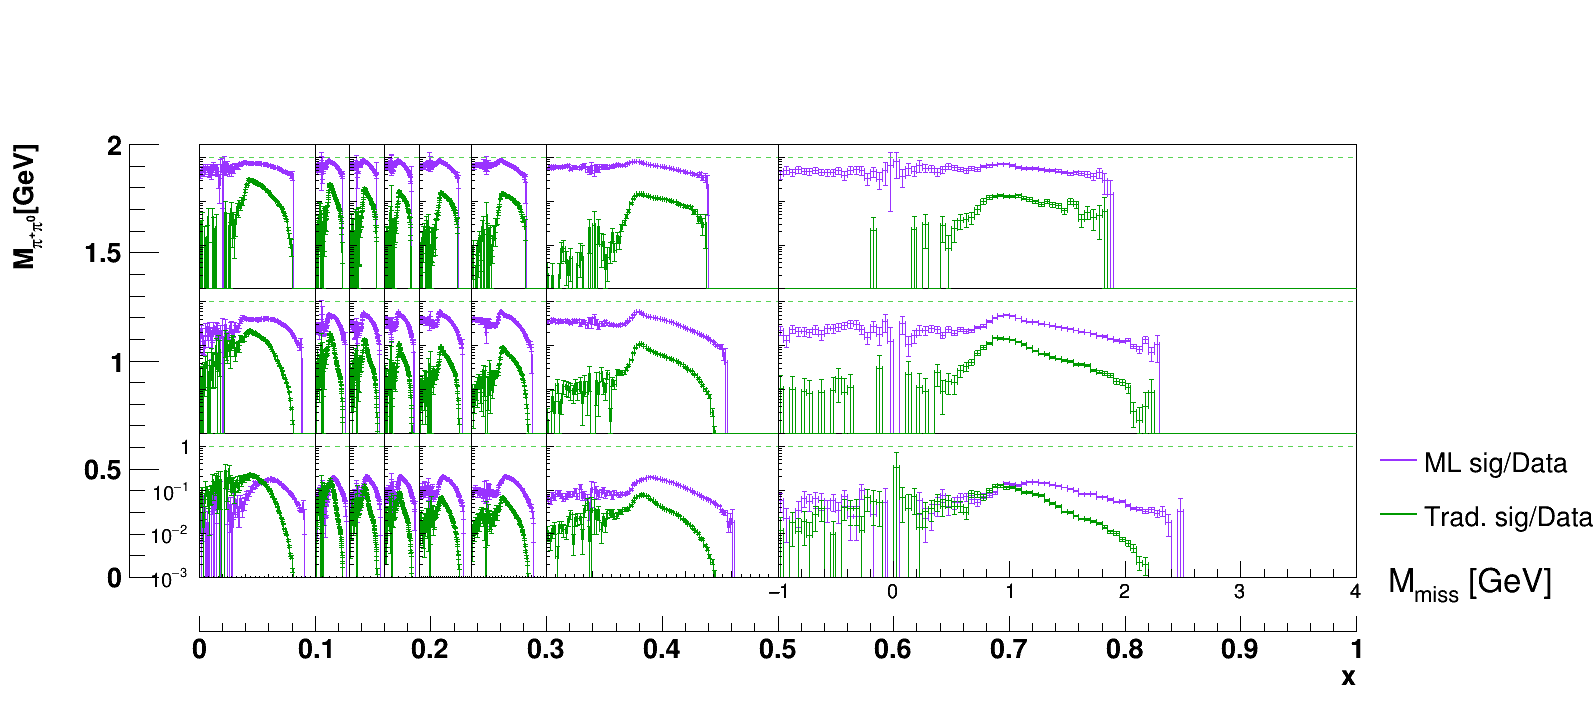 M_{π⁺π⁰}[GeV]
2
1.5
1
0.5
0
1
10⁻¹
10⁻²
10⁻³
ML sig/Data
Trad. sig/Data
−1 0 1 2 3 4
M_{miss} [GeV]
0 0.1 0.2 0.3 0.4 0.5 0.6 0.7 0.8 0.9 1
x